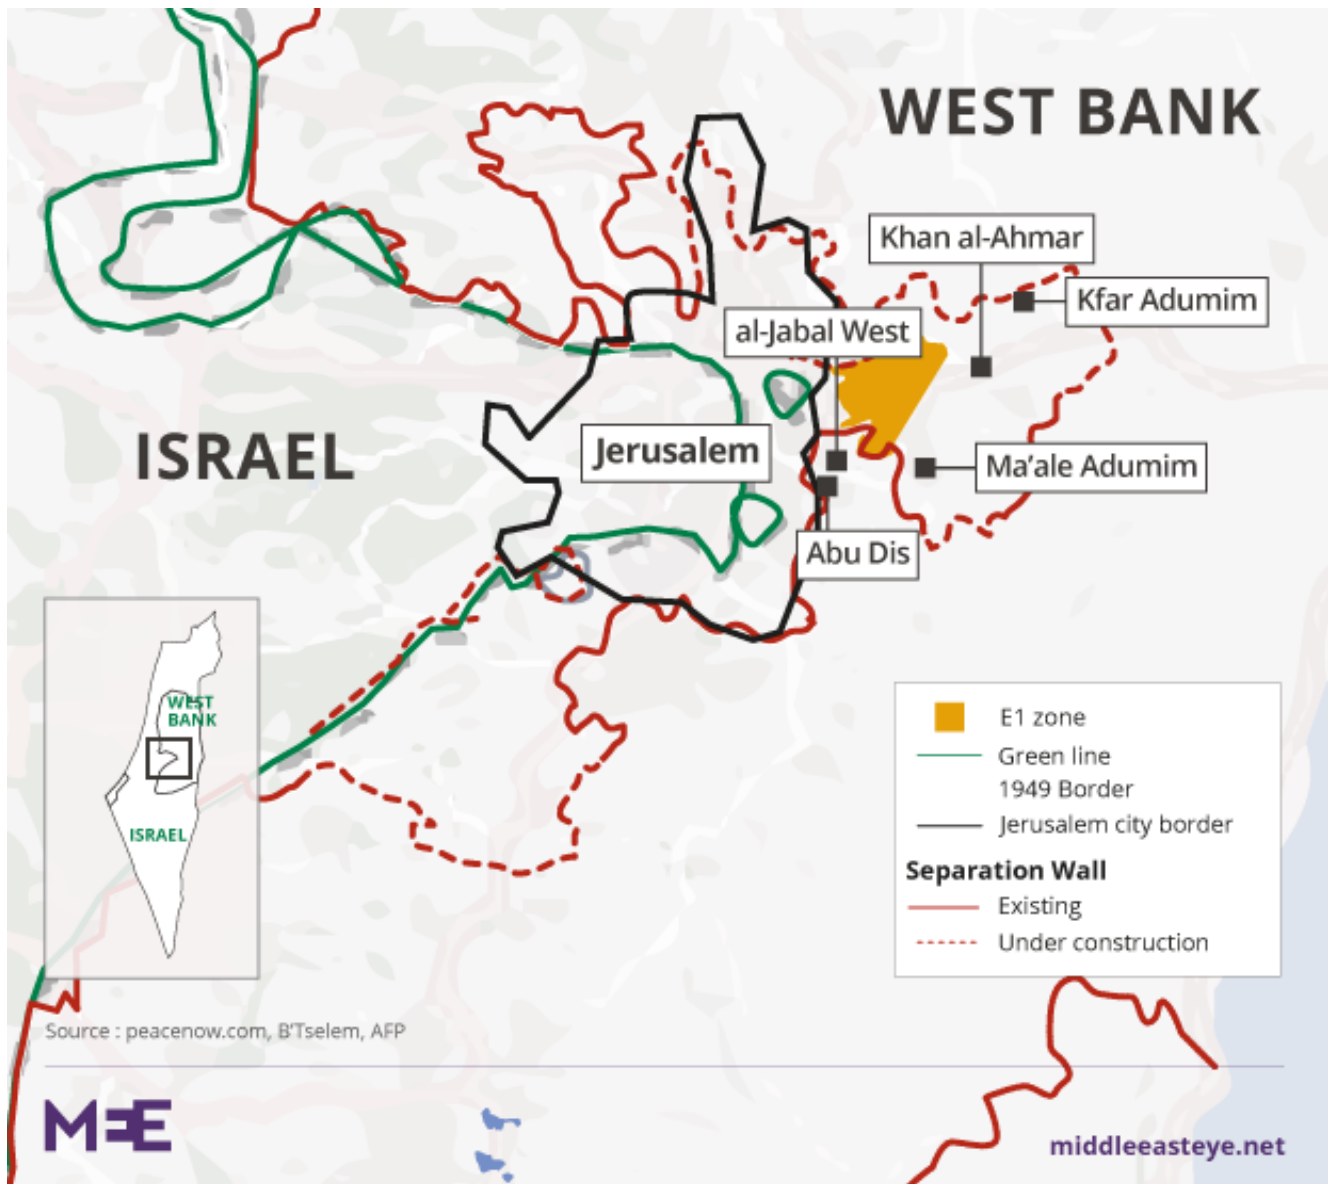 WEST BANK
Khan al-Ahmar
Kfar Adumim
al-Jabal West
ISRAEL
Jerusalem
Ma'ale Adumim
Abu Dis
WEST
BANK
ISRAEL
E1 zone
Green line
1949 Border
Jerusalem city border
Separation Wall
Existing
Under construction
Source : peacenow.com, B'Tselem, AFP
MEE
middleeasteye.net